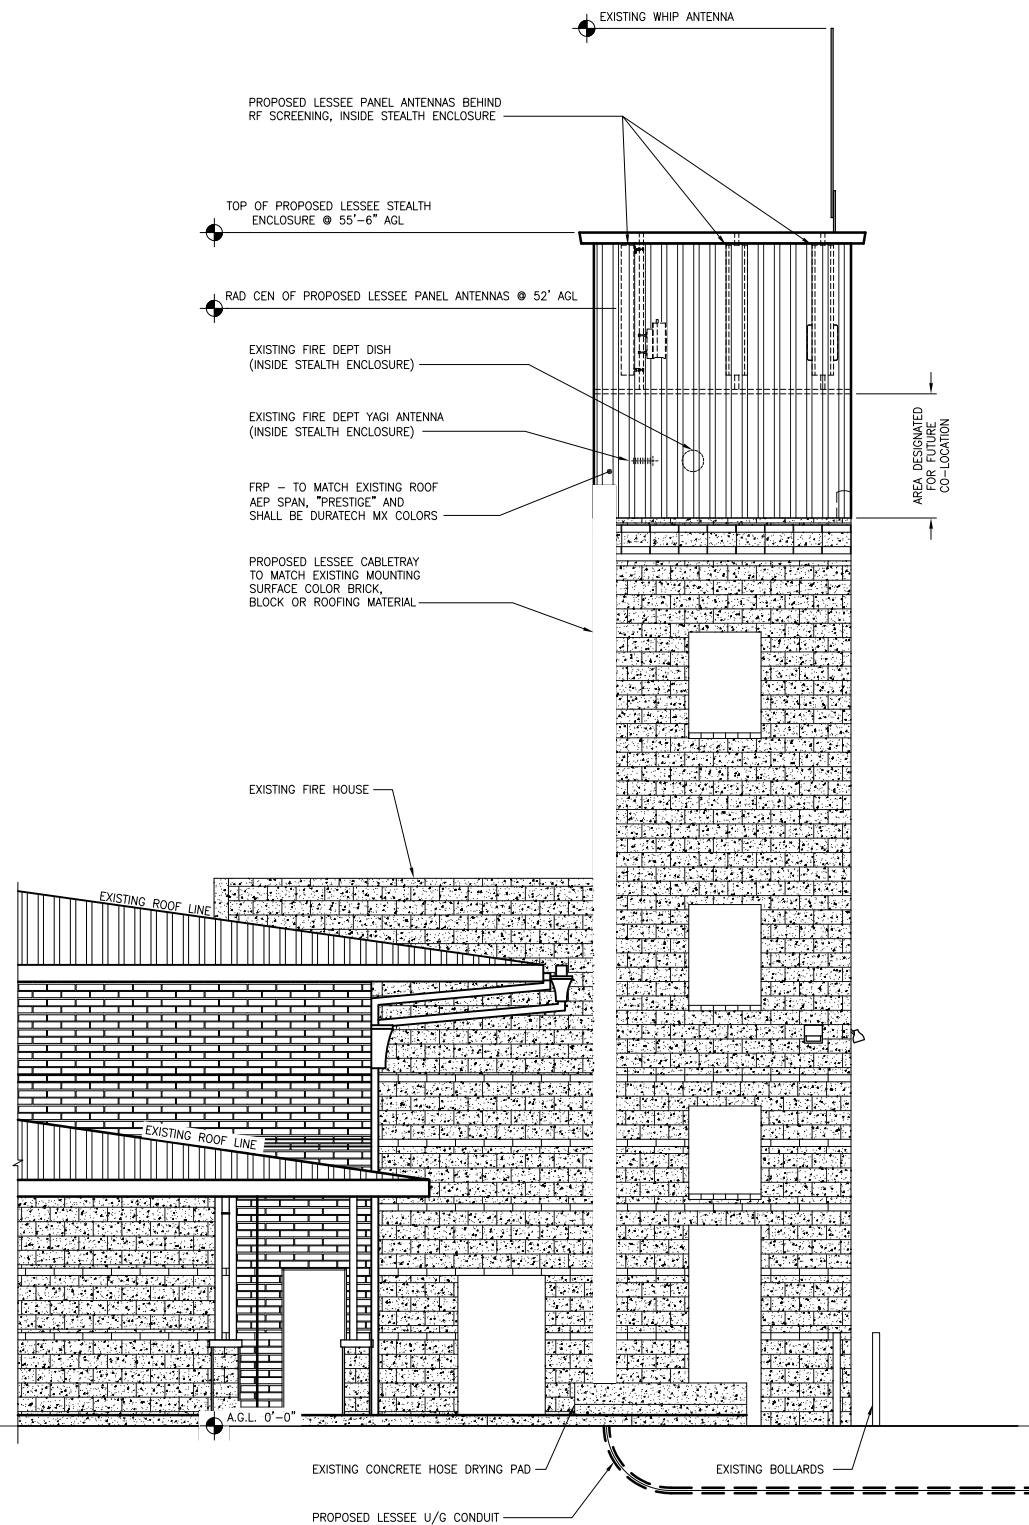 EXISTING WHIP ANTENNA
PROPOSED LESSEE PANEL ANTENNAS BEHIND
RF SCREENING, INSIDE STEALTH ENCLOSURE
TOP OF PROPOSED LESSEE STEALTH
ENCLOSURE @ 55'-6" AGL
RAD CEN OF PROPOSED LESSEE PANEL ANTENNAS @ 52' AGL
EXISTING FIRE DEPT DISH
(INSIDE STEALTH ENCLOSURE)
EXISTING FIRE DEPT YAGI ANTENNA
(INSIDE STEALTH ENCLOSURE)
AREA DESIGNATED
FOR FUTURE
CO-LOCATION
FRP - TO MATCH EXISTING ROOF
AEP SPAN, "PRESTIGE" AND
SHALL BE DURATECH MX COLORS
PROPOSED LESSEE CABLETRAY
TO MATCH EXISTING MOUNTING
SURFACE COLOR BRICK,
BLOCK OR ROOFING MATERIAL
EXISTING FIRE HOUSE
EXISTING ROOF LINE
EXISTING ROOF LINE
A.G.L. 0'-0"
EXISTING CONCRETE HOSE DRYING PAD
EXISTING BOLLARDS
PROPOSED LESSEE U/G CONDUIT